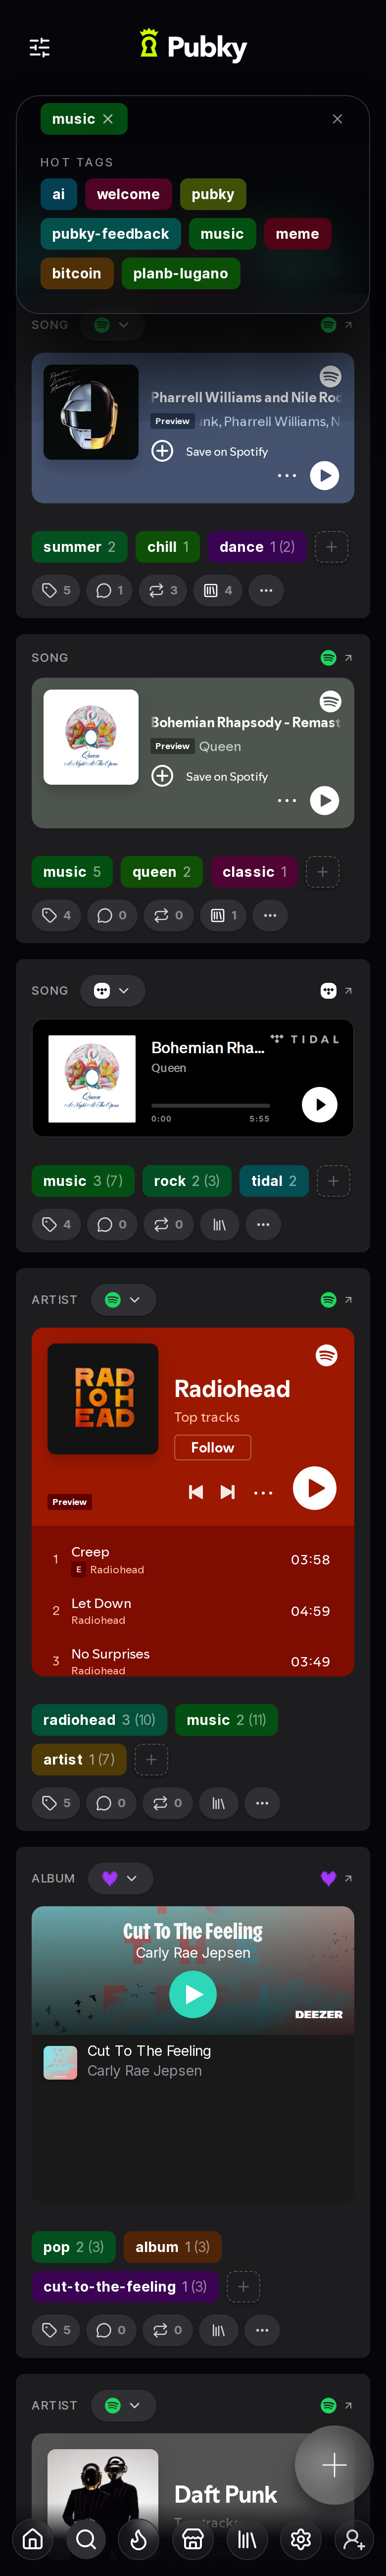 Pubky
music
HOT TAGS
ai welcome pubky
pubky-feedback music meme
bitcoin planb-lugano
SONG
Pharrell Williams and Nile Ro
Preview nk, Pharrell Williams, N
Save on Spotify
summer 2 chill 1 dance 1 (2)
5 1 3 4
SONG
Bohemian Rhapsody - Remast
Preview Queen
Save on Spotify
music 5 queen 2 classic 1
4 0 0 1
SONG
TIDAL
Bohemian Rha...
Queen
0:00 5:55
music 3 (7) rock 2 (3) tidal 2
4 0 0
ARTIST
RAD
IOH
EAD
Radiohead
Top tracks
Follow
Preview
1 Creep 03:58
E Radiohead
2 Let Down 04:59
Radiohead
3 No Surprises 03:49
Radiohead
radiohead 3 (10) music 2 (11)
artist 1 (7)
5 0 0
ALBUM
Cut To The Feeling
Carly Rae Jepsen
DEEZER
Cut To The Feeling
Carly Rae Jepsen
pop 2 (3) album 1 (3)
cut-to-the-feeling 1 (3)
5 0 0
ARTIST
Daft Punk